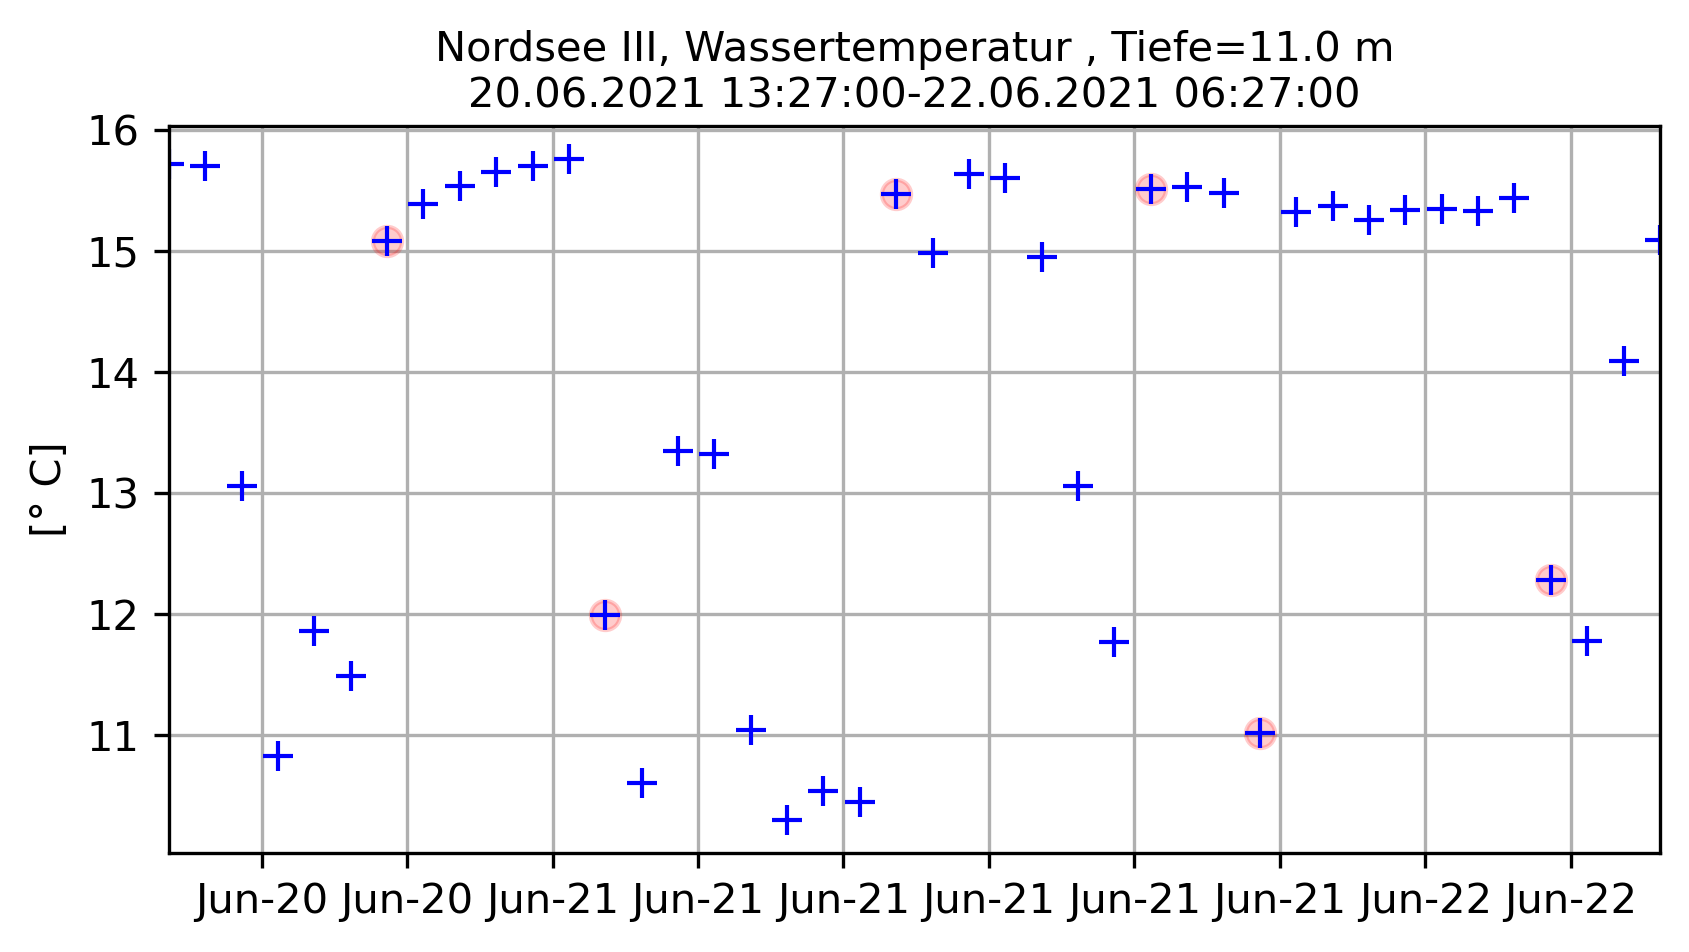 Nordsee III, Wassertemperatur , Tiefe=11.0 m
20.06.2021 13:27:00-22.06.2021 06:27:00
16
15
14
13
12
11
[° C]
Jun-20 Jun-20 Jun-21 Jun-21 Jun-21 Jun-21 Jun-21 Jun-21 Jun-22 Jun-22